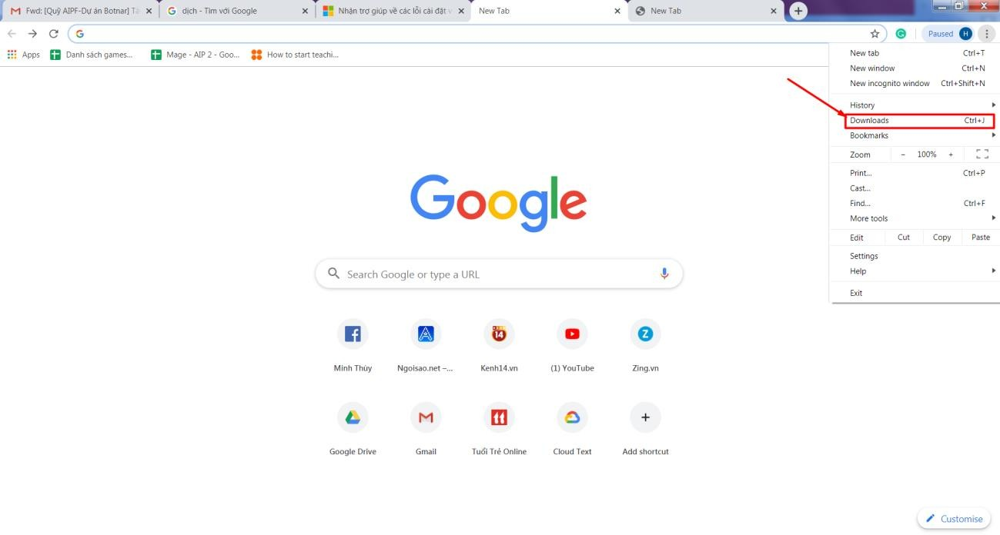 Fwd: [Quỹ AIPF-Dự án Botnar] Tà
dịch - Tìm với Google
Nhận trợ giúp về các lỗi cài đặt v
New Tab
New Tab
Paused
H
Apps
Danh sách games...
Mage - AIP 2 - Goo...
How to start teachi...
New tab Ctrl+T
New window Ctrl+N
New incognito window Ctrl+Shift+N
History
Downloads Ctrl+J
Bookmarks
Zoom - 100% +
Print... Ctrl+P
Cast...
Find... Ctrl+F
More tools
Edit Cut Copy Paste
Settings
Help
Exit
Google
Search Google or type a URL
14
Z
Minh Thùy
Ngoisao.net –...
Kenh14.vn
(1) YouTube
Zing.vn
Google Drive
Gmail
Tuổi Trẻ Online
Cloud Text
Add shortcut
Customise